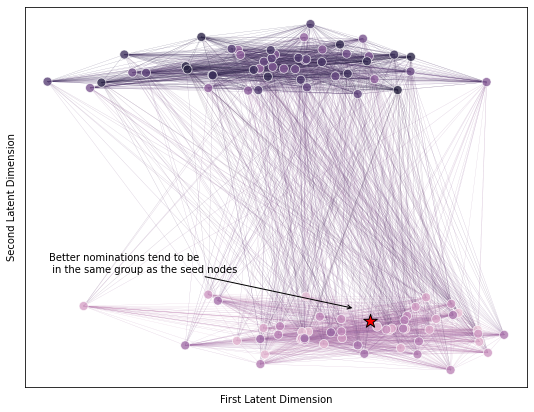 Second Latent Dimension
Better nominations tend to be
in the same group as the seed nodes
First Latent Dimension